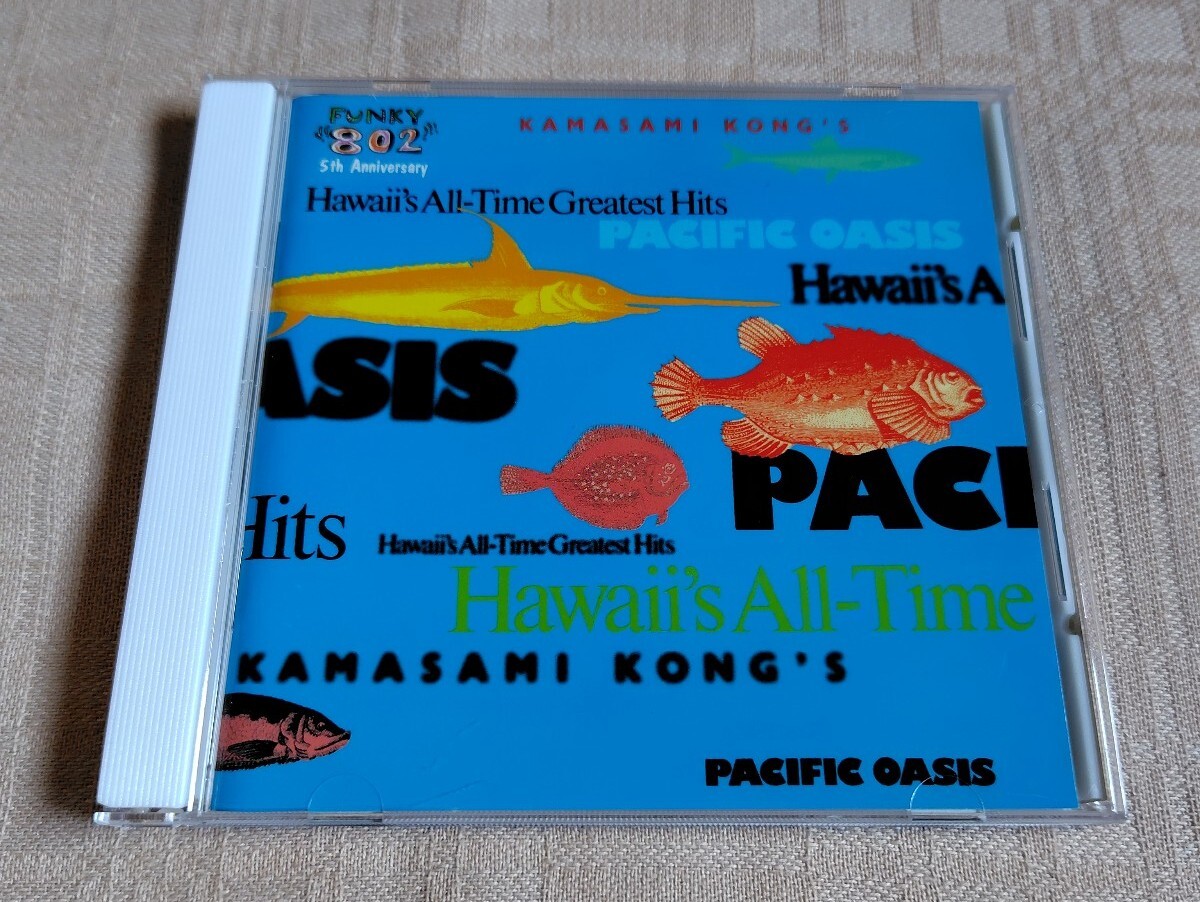 FUNKY
802
5th Anniversary
KAMASAMI KONG'S
Hawaii's All-Time Greatest Hits
PACIFIC OASIS
Hawaii's A
ASIS
PACI
Hits
Hawaii's All-Time Greatest Hits
Hawaii's All-Time
KAMASAMI KONG'S
PACIFIC OASIS